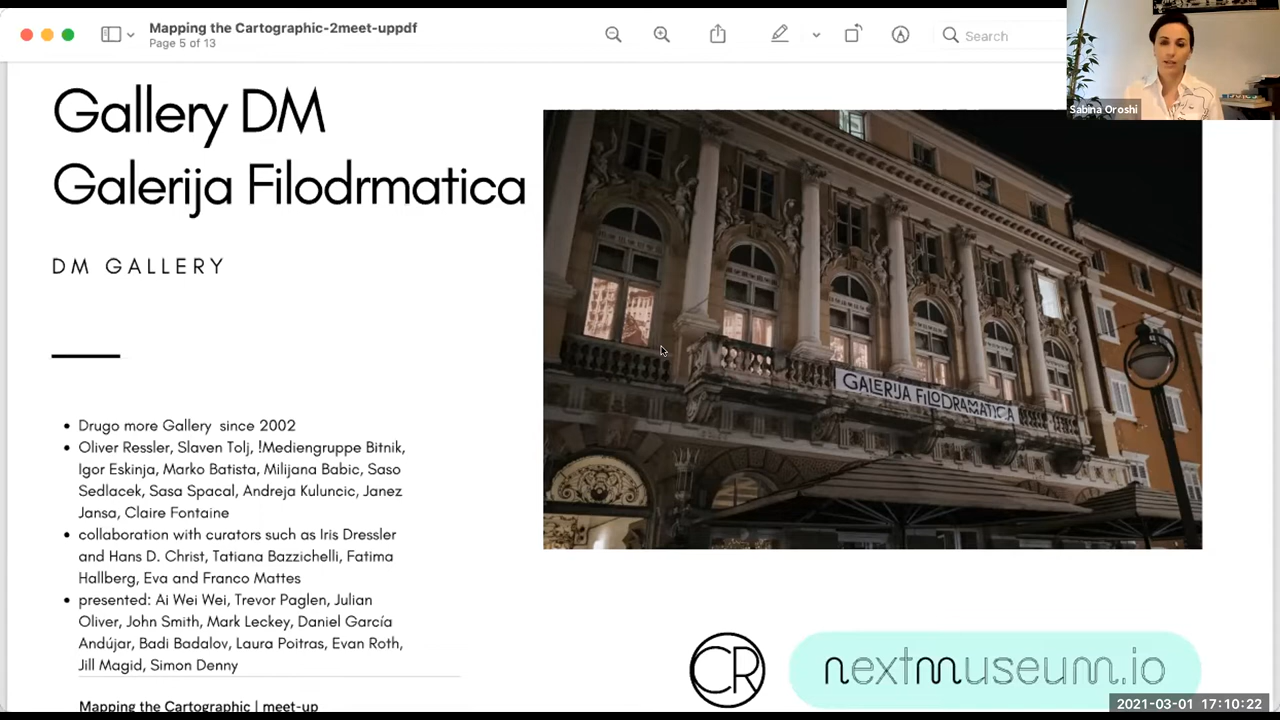 Mapping the Cartographic-2meet-uppdf
Page 5 of 13
Search
Sabina Oroshi
Gallery DM
Galerija Filodrmatica
DM GALLERY
GALERIJA FILODRAMATICA
• Drugo more Gallery since 2002
• Oliver Ressler, Slaven Tolj, !Mediengruppe Bitnik,
Igor Eskinja, Marko Batista, Milijana Babic, Saso
Sedlacek, Sasa Spacal, Andreja Kuluncic, Janez
Jansa, Claire Fontaine
• collaboration with curators such as Iris Dressler
and Hans D. Christ, Tatiana Bazzichelli, Fatima
Hallberg, Eva and Franco Mattes
• presented: Ai Wei Wei, Trevor Paglen, Julian
Oliver, John Smith, Mark Leckey, Daniel García
Andújar, Badi Badalov, Laura Poitras, Evan Roth,
Jill Magid, Simon Denny
Mapping the Cartographic | meet-up
CR
nextmuseum.io
2021-03-01 17:10:22